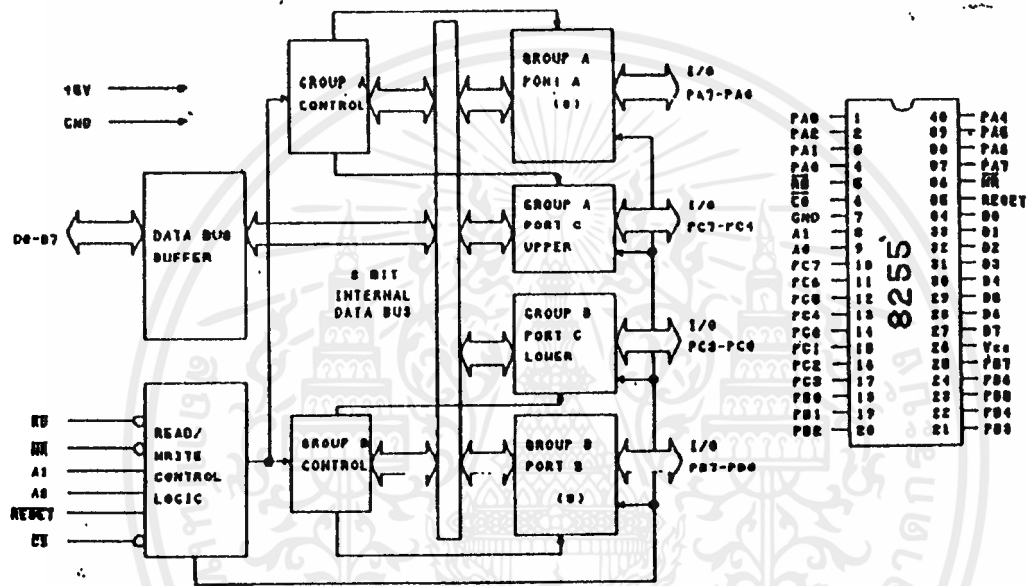 GROUP A
CONTROL
GROUP A
PORT A
(8)
I/O
PA7-PA0
+5V
GND
D0-D7
DATA BUS
BUFFER
8 BIT
INTERNAL
DATA BUS
GROUP A
PORT C
UPPER
I/O
PC7-PC4
GROUP B
PORT C
LOWER
I/O
PC3-PC0
RD
WR
A1
A0
RESET
CS
READ/
WRITE
CONTROL
LOGIC
GROUP B
CONTROL
GROUP B
PORT B
(8)
I/O
PB7-PB0
8255
PA3 1 40 PA4
PA2 2 39 PA5
PA1 3 38 PA6
PA0 4 37 PA7
RD 5 36 WR
CS 6 35 RESET
GND 7 34 D0
A1 8 33 D1
A0 9 32 D2
PC7 10 31 D3
PC6 11 30 D4
PC5 12 29 D5
PC4 13 28 D6
PC0 14 27 D7
PC1 15 26 Vcc
PC2 16 25 PB7
PC3 17 24 PB6
PB0 18 23 PB5
PB1 19 22 PB4
PB2 20 21 PB3